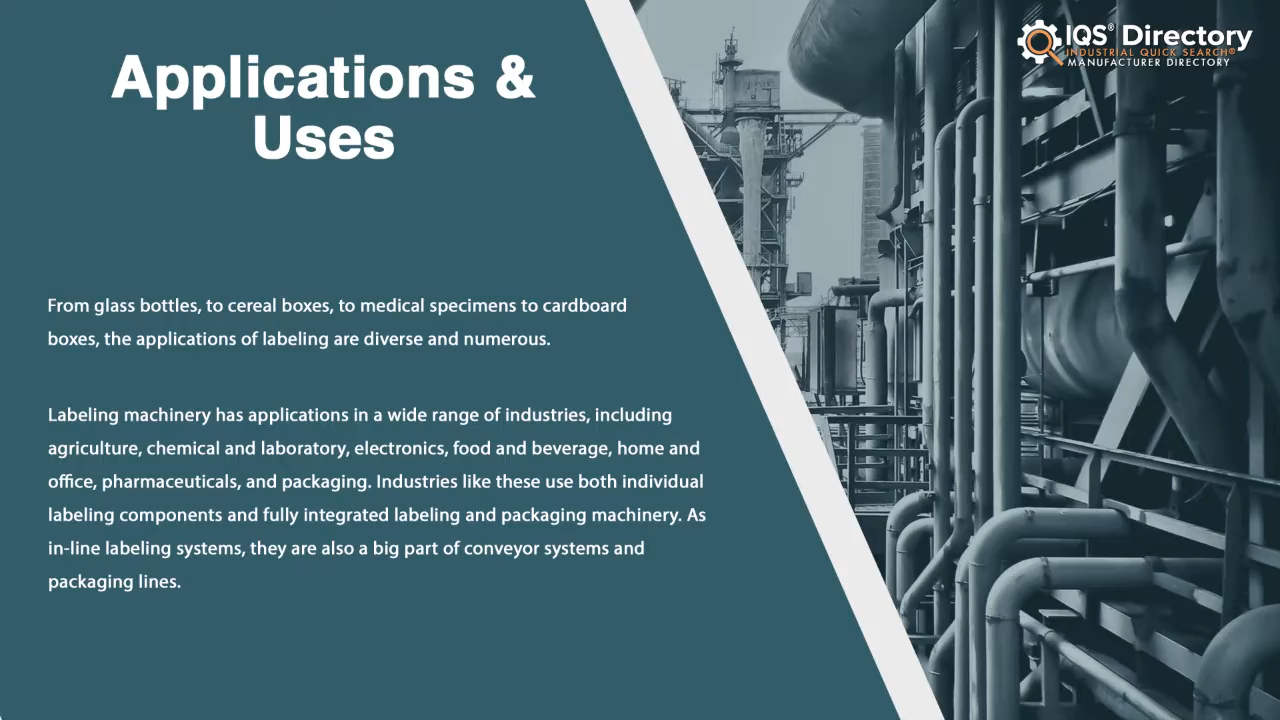 Applications &
Uses
IQS® Directory
INDUSTRIAL QUICK SEARCH®
MANUFACTURER DIRECTORY
From glass bottles, to cereal boxes, to medical specimens to cardboard
boxes, the applications of labeling are diverse and numerous.
Labeling machinery has applications in a wide range of industries, including
agriculture, chemical and laboratory, electronics, food and beverage, home and
office, pharmaceuticals, and packaging. Industries like these use both individual
labeling components and fully integrated labeling and packaging machinery. As
in-line labeling systems, they are also a big part of conveyor systems and
packaging lines.